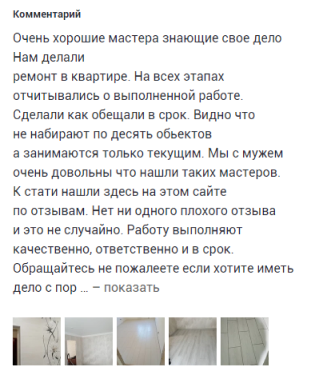 Комментарий
Очень хорошие мастера знающие свое дело
Нам делали
ремонт в квартире. На всех этапах
отчитывались о выполненной работе.
Сделали как обещали в срок. Видно что
не набирают по десять обьектов
а занимаются только текущим. Мы с мужем
очень довольны что нашли таких мастеров.
К стати нашли здесь на этом сайте
по отзывам. Нет ни одного плохого отзыва
и это не случайно. Работу выполняют
качественно, ответственно и в срок.
Обращайтесь не пожалеете если хотите иметь
дело с пор ... – показать